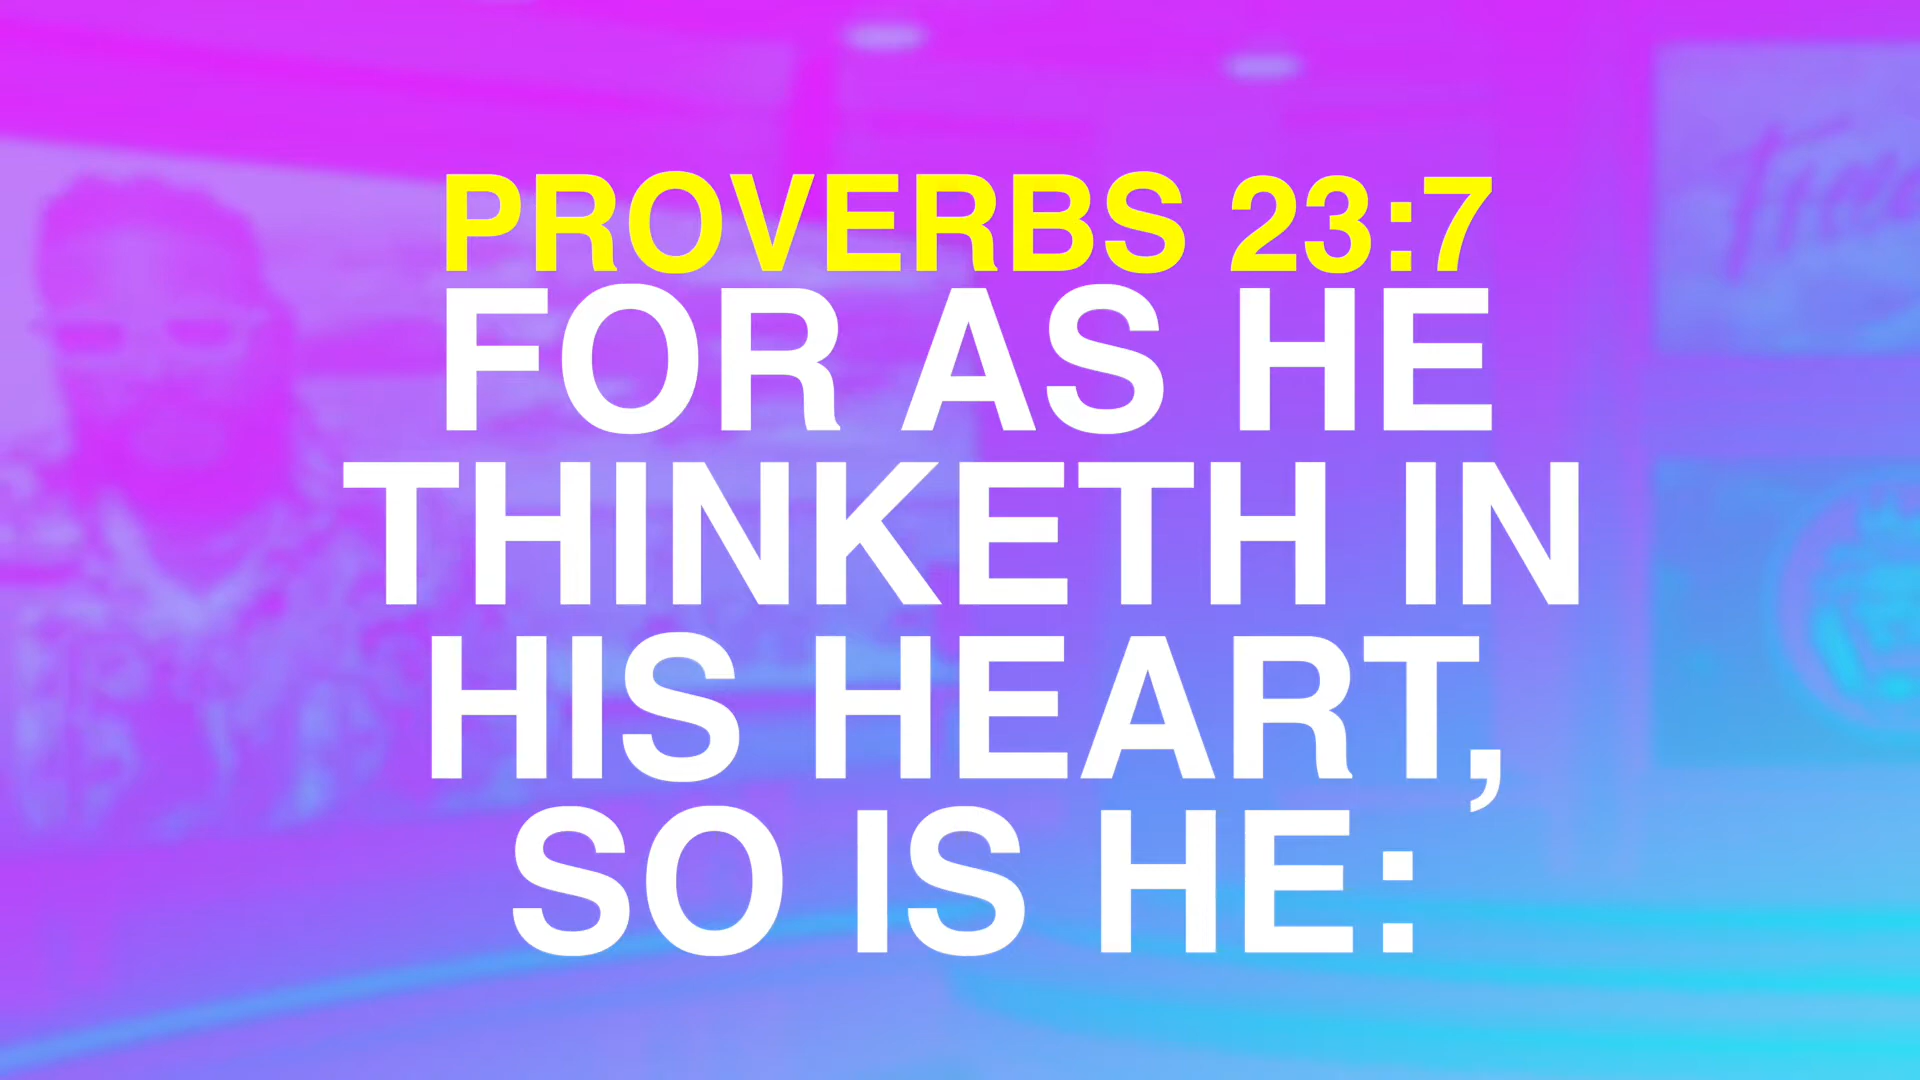 PROVERBS 23:7
FOR AS HE
THINKETH IN
HIS HEART,
SO IS HE: